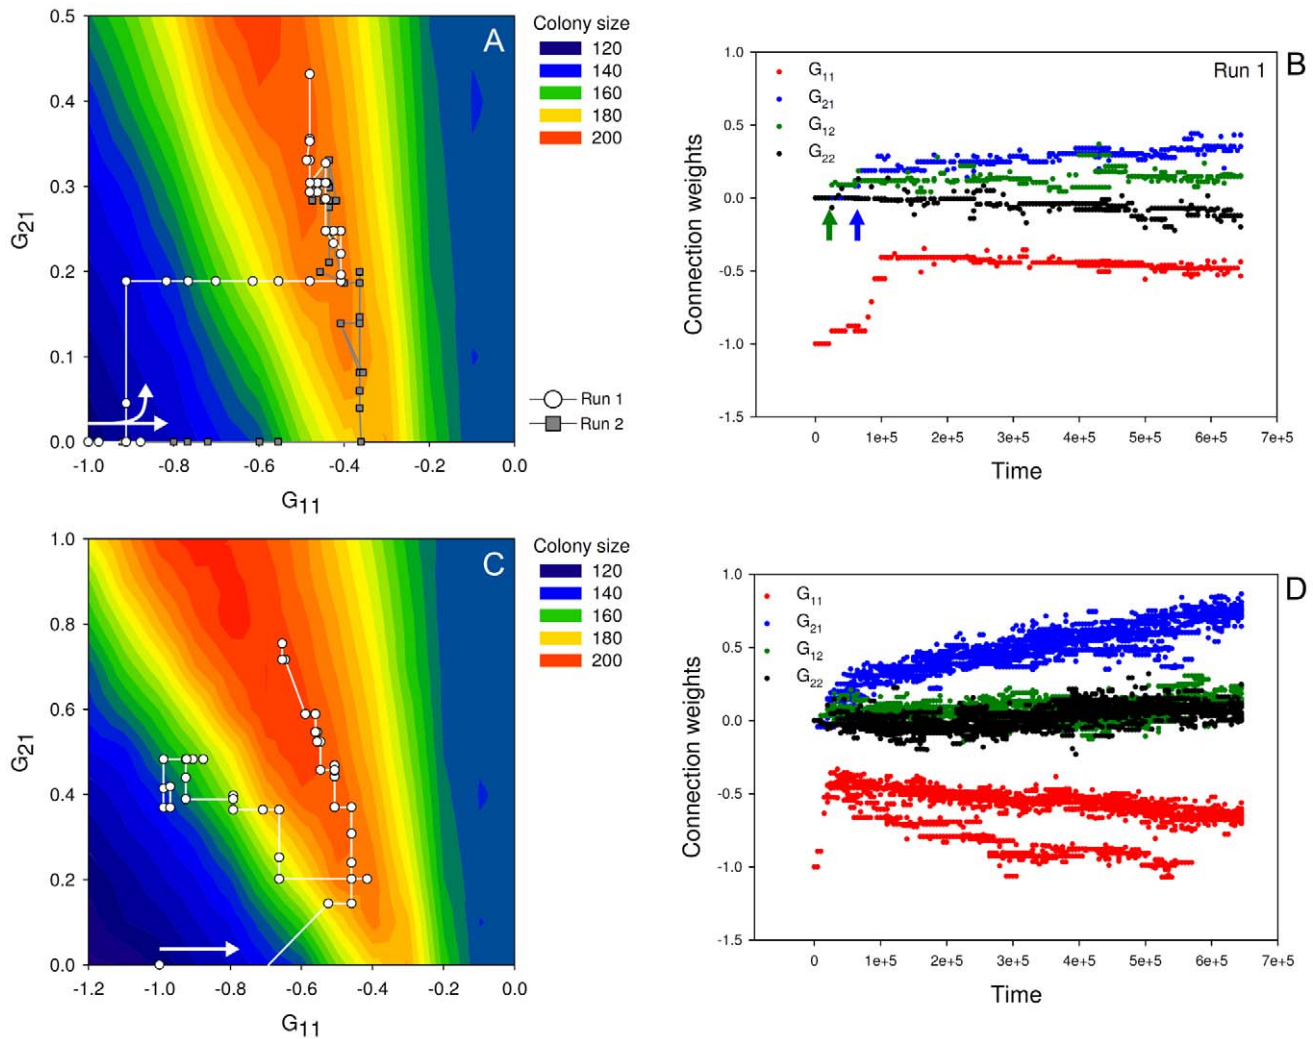 A
0.5
0.4
0.3
0.2
0.1
0.0
G21
-1.0 -0.8 -0.6 -0.4 -0.2 0.0
G11
Colony size
120
140
160
180
200
Run 1
Run 2
B
Run 1
1.0
0.5
0.0
-0.5
-1.0
-1.5
Connection weights
G11
G21
G12
G22
0 1e+5 2e+5 3e+5 4e+5 5e+5 6e+5 7e+5
Time
C
1.0
0.8
0.6
0.4
0.2
0.0
G21
-1.2 -1.0 -0.8 -0.6 -0.4 -0.2 0.0
G11
Colony size
120
140
160
180
200
D
1.0
0.5
0.0
-0.5
-1.0
-1.5
Connection weights
G11
G21
G12
G22
0 1e+5 2e+5 3e+5 4e+5 5e+5 6e+5 7e+5
Time